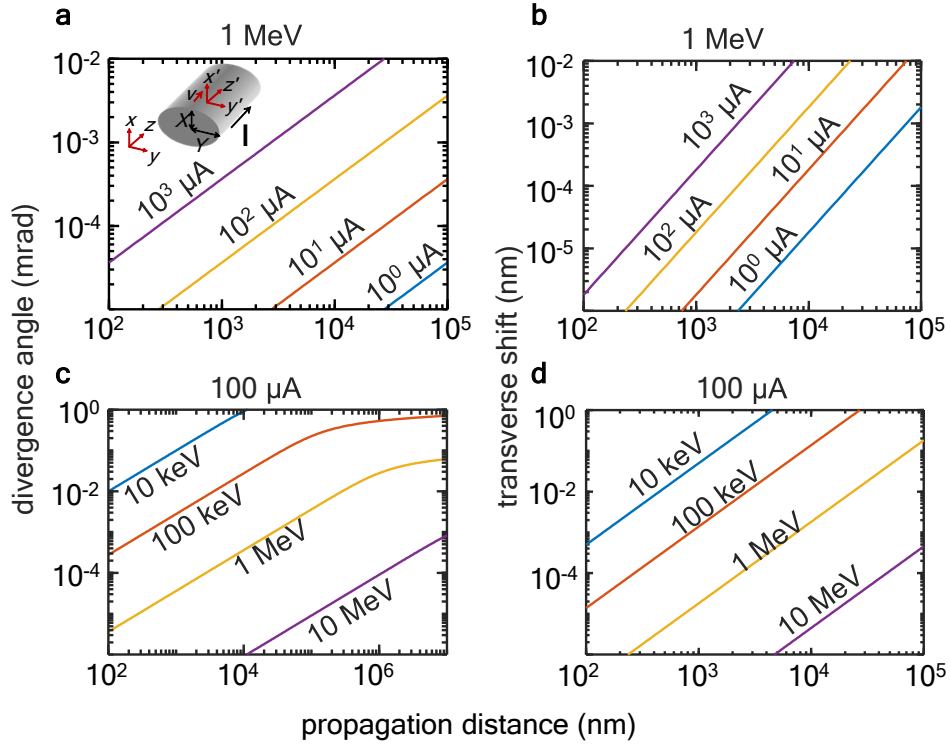 a
1 MeV
b
1 MeV
divergence angle (mrad)
transverse shift (nm)
10^-2
10^-3
10^-4
x' z' y' v X Y I
x z y
10^3 µA
10^2 µA
10^1 µA
10^0 µA
10^2 10^3 10^4 10^5
10^-2
10^-3
10^-4
10^-5
10^3 µA
10^2 µA
10^1 µA
10^0 µA
10^2 10^3 10^4 10^5
c
100 µA
d
100 µA
10^0
10^-2
10^-4
10 keV
100 keV
1 MeV
10 MeV
10^2 10^4 10^6
10^0
10^-2
10^-4
10 keV
100 keV
1 MeV
10 MeV
10^2 10^3 10^4 10^5
propagation distance (nm)